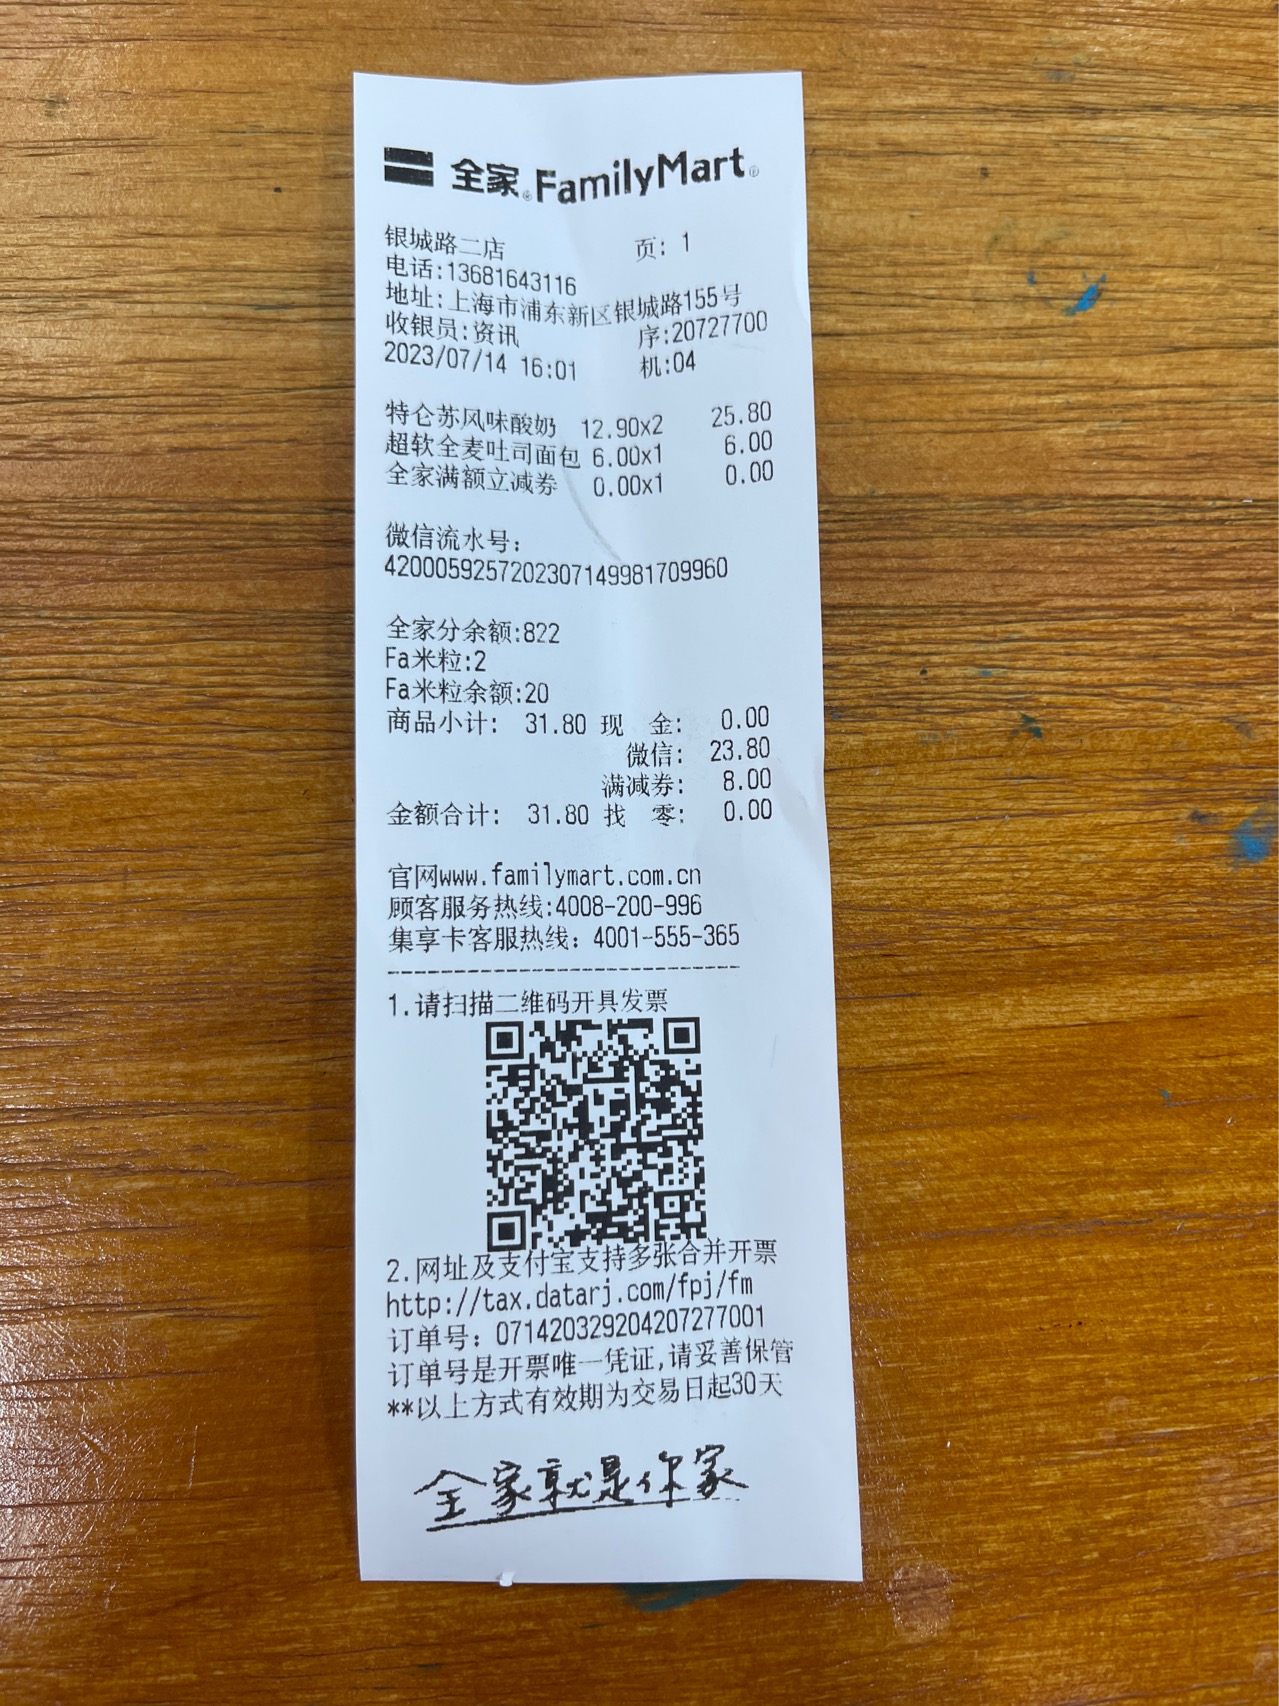 全家® FamilyMart®
银城路二店 页: 1
电话:13681643116
地址:上海市浦东新区银城路155号
收银员:资讯 序:20727700
2023/07/14 16:01 机:04
特仑苏风味酸奶 12.90x2 25.80
超软全麦吐司面包 6.00x1 6.00
全家满额立减券 0.00x1 0.00
微信流水号:
4200059257202307149981709960
全家分余额:822
Fa米粒:2
Fa米粒余额:20
商品小计: 31.80 现 金: 0.00
微信: 23.80
满减券: 8.00
金额合计: 31.80 找 零: 0.00
官网www.familymart.com.cn
顾客服务热线:4008-200-996
集享卡客服热线: 4001-555-365
1.请扫描二维码开具发票
2.网址及支付宝支持多张合并开票
http://tax.datarj.com/fpj/fm
订单号: 071420329204207277001
订单号是开票唯一凭证,请妥善保管
**以上方式有效期为交易日起30天
全家就是你家